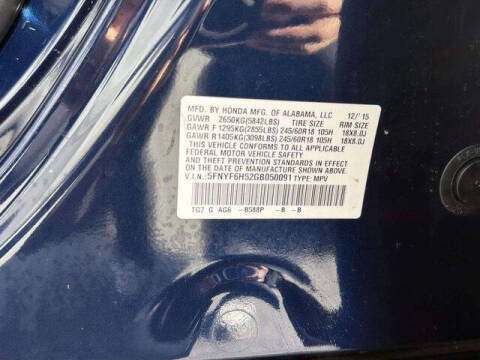 MFD. BY HONDA MFG. OF ALABAMA, LLC 12/'15
GVWR 2650KG(5842LBS) TIRE SIZE RIM SIZE
GAWR F 1295KG(2855LBS) 245/60R18 105H 18X8.0J
GAWR R 1405KG(3098LBS) 245/60R18 105H 18X8.0J
THIS VEHICLE CONFORMS TO ALL APPLICABLE
FEDERAL MOTOR VEHICLE SAFETY AND
THEFT PREVENTION STANDARDS IN EFFECT
ON THE DATE OF MANUFACTURE SHOWN ABOVE.
V.I.N.:5FNYF6H52GB050091 TYPE: MPV
TG7 G AG6 -B588P -B -B